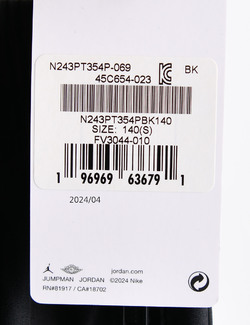 N243PT354P-069 BK
45C654-023
N243PT354PBK140
SIZE: 140(S)
FV3044-010
1 96969 63679 1
2024/04
jordan.com
JUMPMAN JORDAN ©2024 Nike
RN#81917 / CA#18702